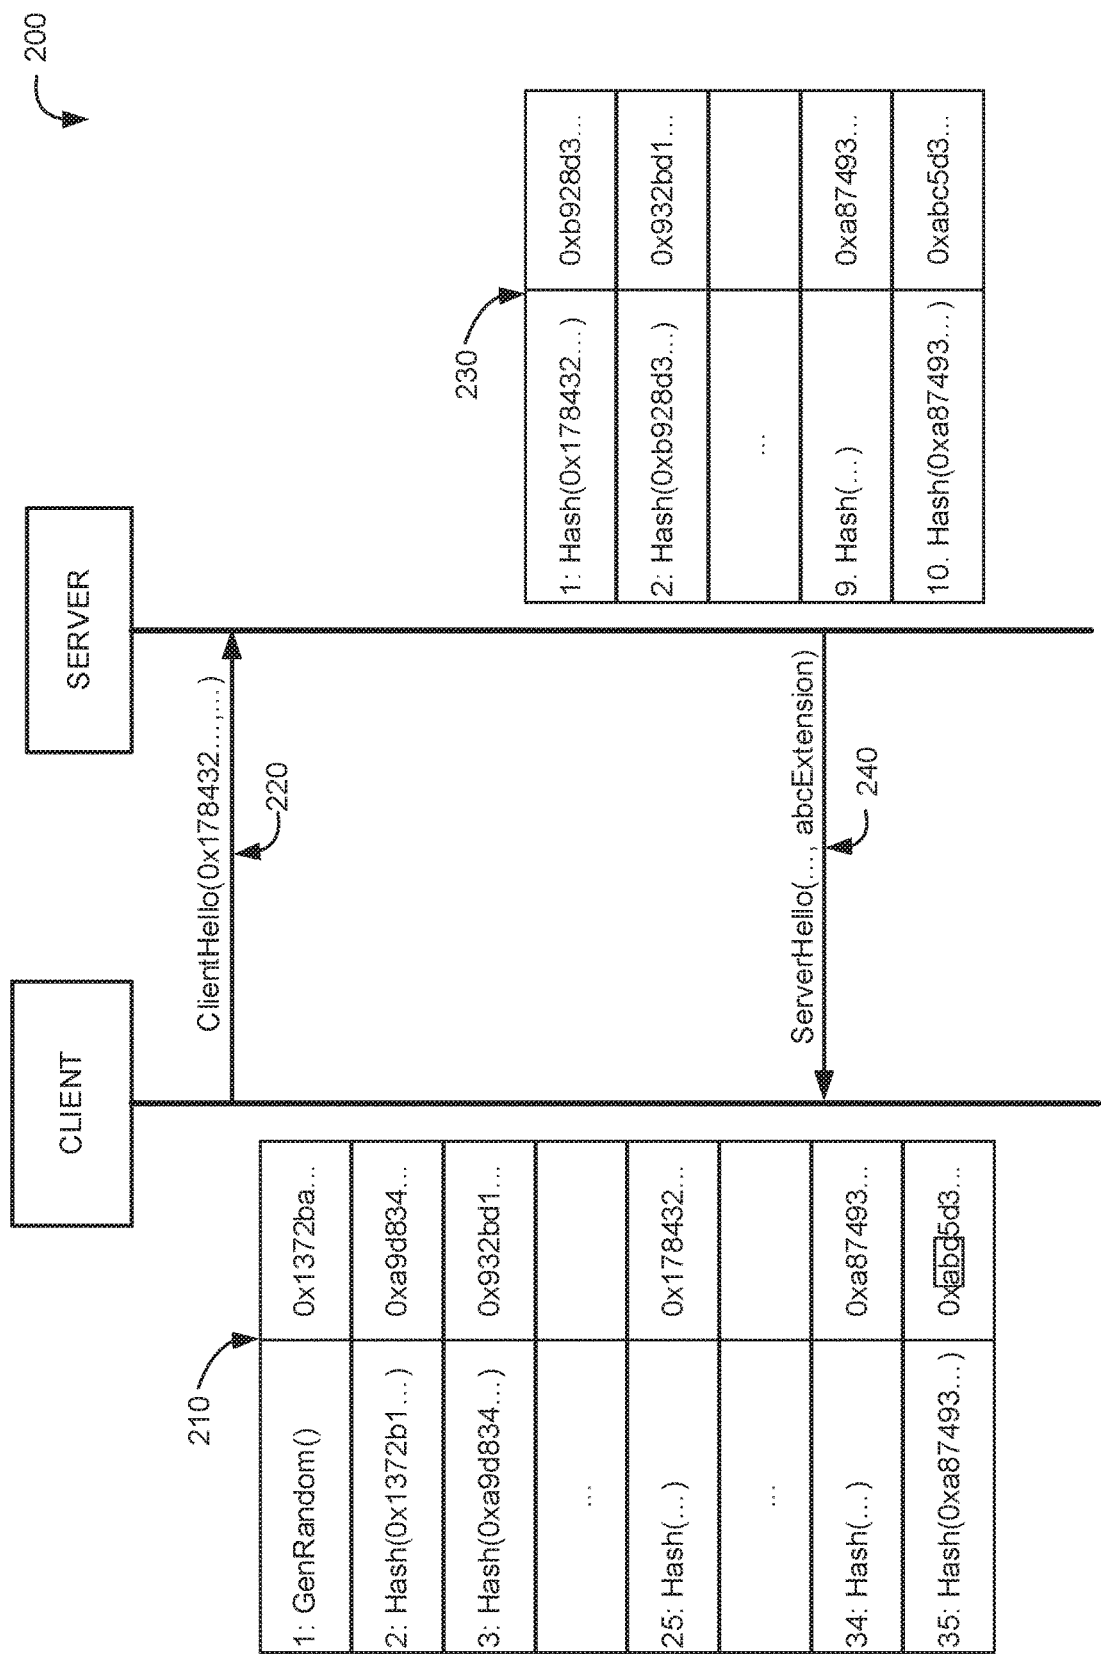 200
CLIENT
SERVER
ClientHello(0x178432...,...)
220
210
1: GenRandom() 0x1372ba...
2: Hash(0x1372b1...) 0xa9d834...
3: Hash(0xa9d834...) 0x932bd1...
...
25: Hash(...) 0x178432...
...
34: Hash(...) 0xa87493...
35: Hash(0xa87493...) 0xabc5d3...
230
1: Hash(0x178432...) 0xb928d3...
2: Hash(0xb928d3...) 0x932bd1...
...
9. Hash(...) 0xa87493...
10. Hash(0xa87493...) 0xabc5d3...
ServerHello(..., abcExtension)
240